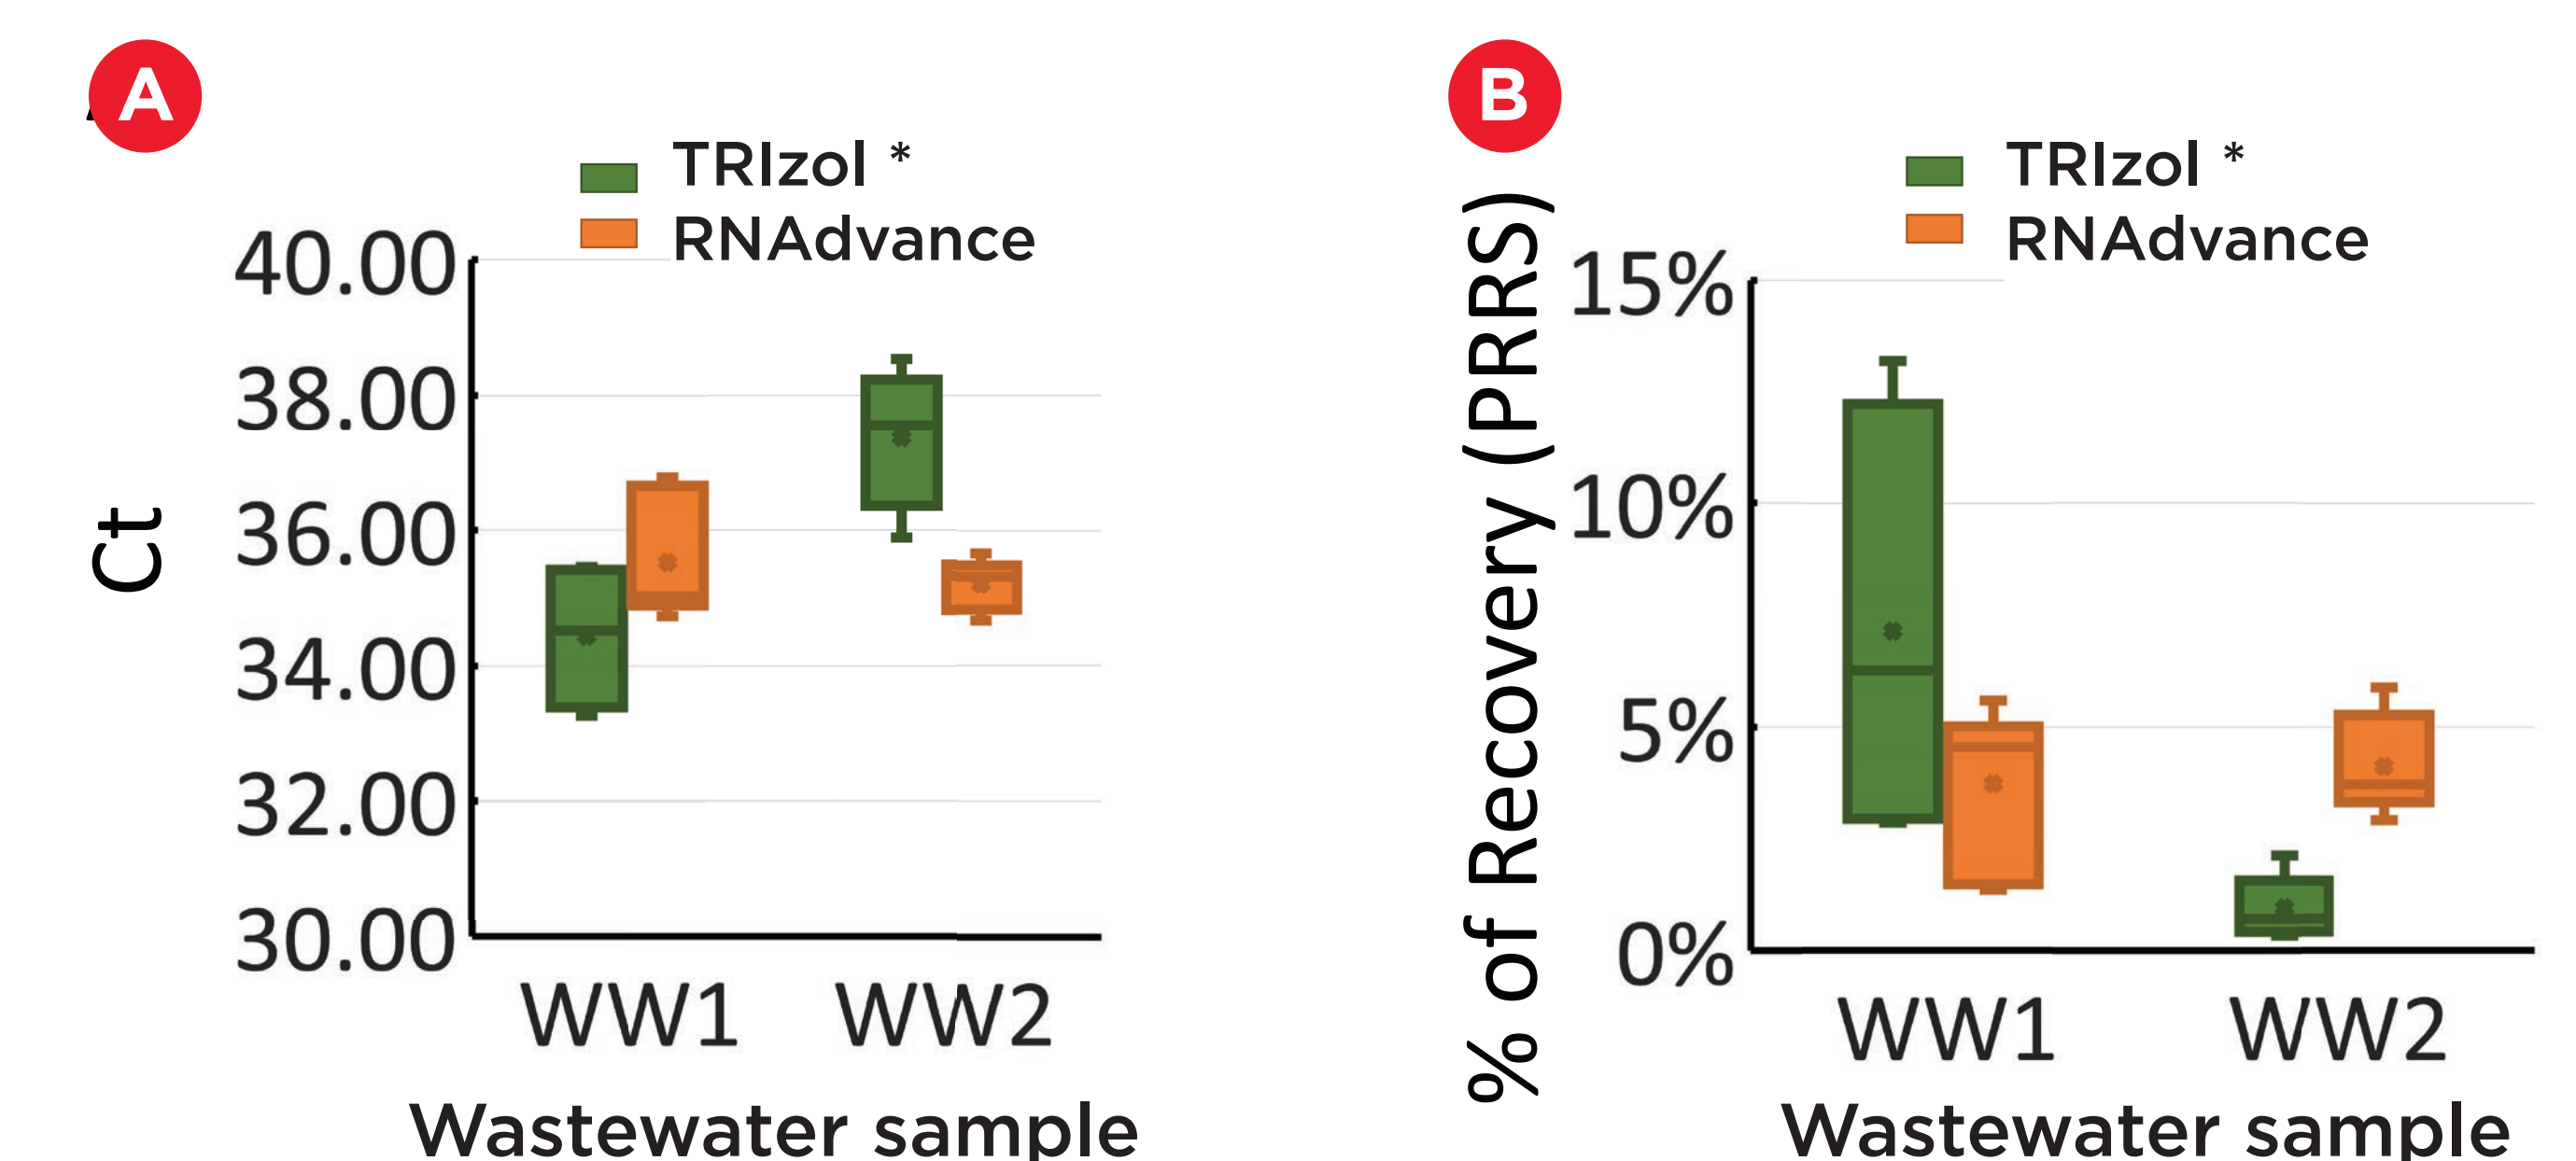 A
TRIzol *
RNAdvance
Ct
40.00
38.00
36.00
34.00
32.00
30.00
WW1 WW2
Wastewater sample
B
TRIzol *
RNAdvance
% of Recovery (PRRS)
15%
10%
5%
0%
WW1 WW2
Wastewater sample